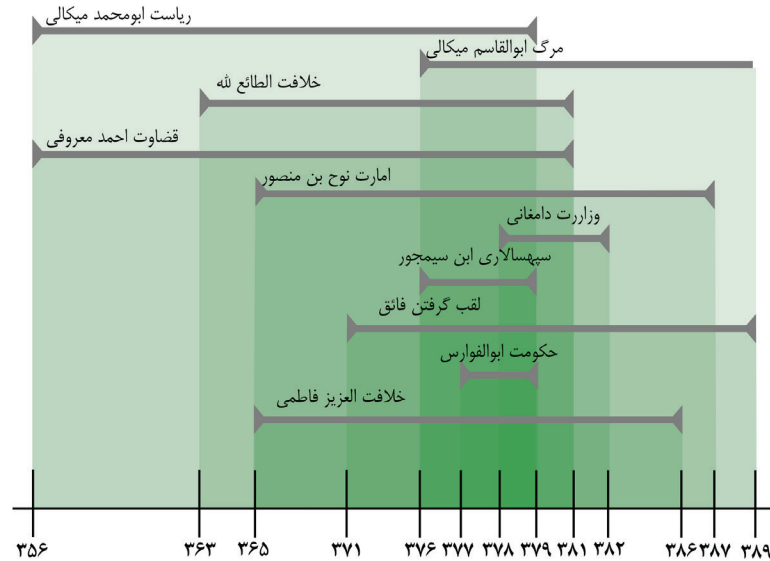 ریاست ابومحمد میکالی
مرگ ابوالقاسم میکالی
خلافت الطائع لله
قضاوت احمد معروفی
امارت نوح بن منصور
وزاررت دامغانی
سپهسالاری ابن سیمجور
لقب گرفتن فائق
حکومت ابوالفوارس
خلافت العزیز فاطمی
۳۵۶ ۳۶۳ ۳۶۵ ۳۷۱ ۳۷۶ ۳۷۷ ۳۷۸ ۳۷۹ ۳۸۱ ۳۸۲ ۳۸۶ ۳۸۷ ۳۸۹